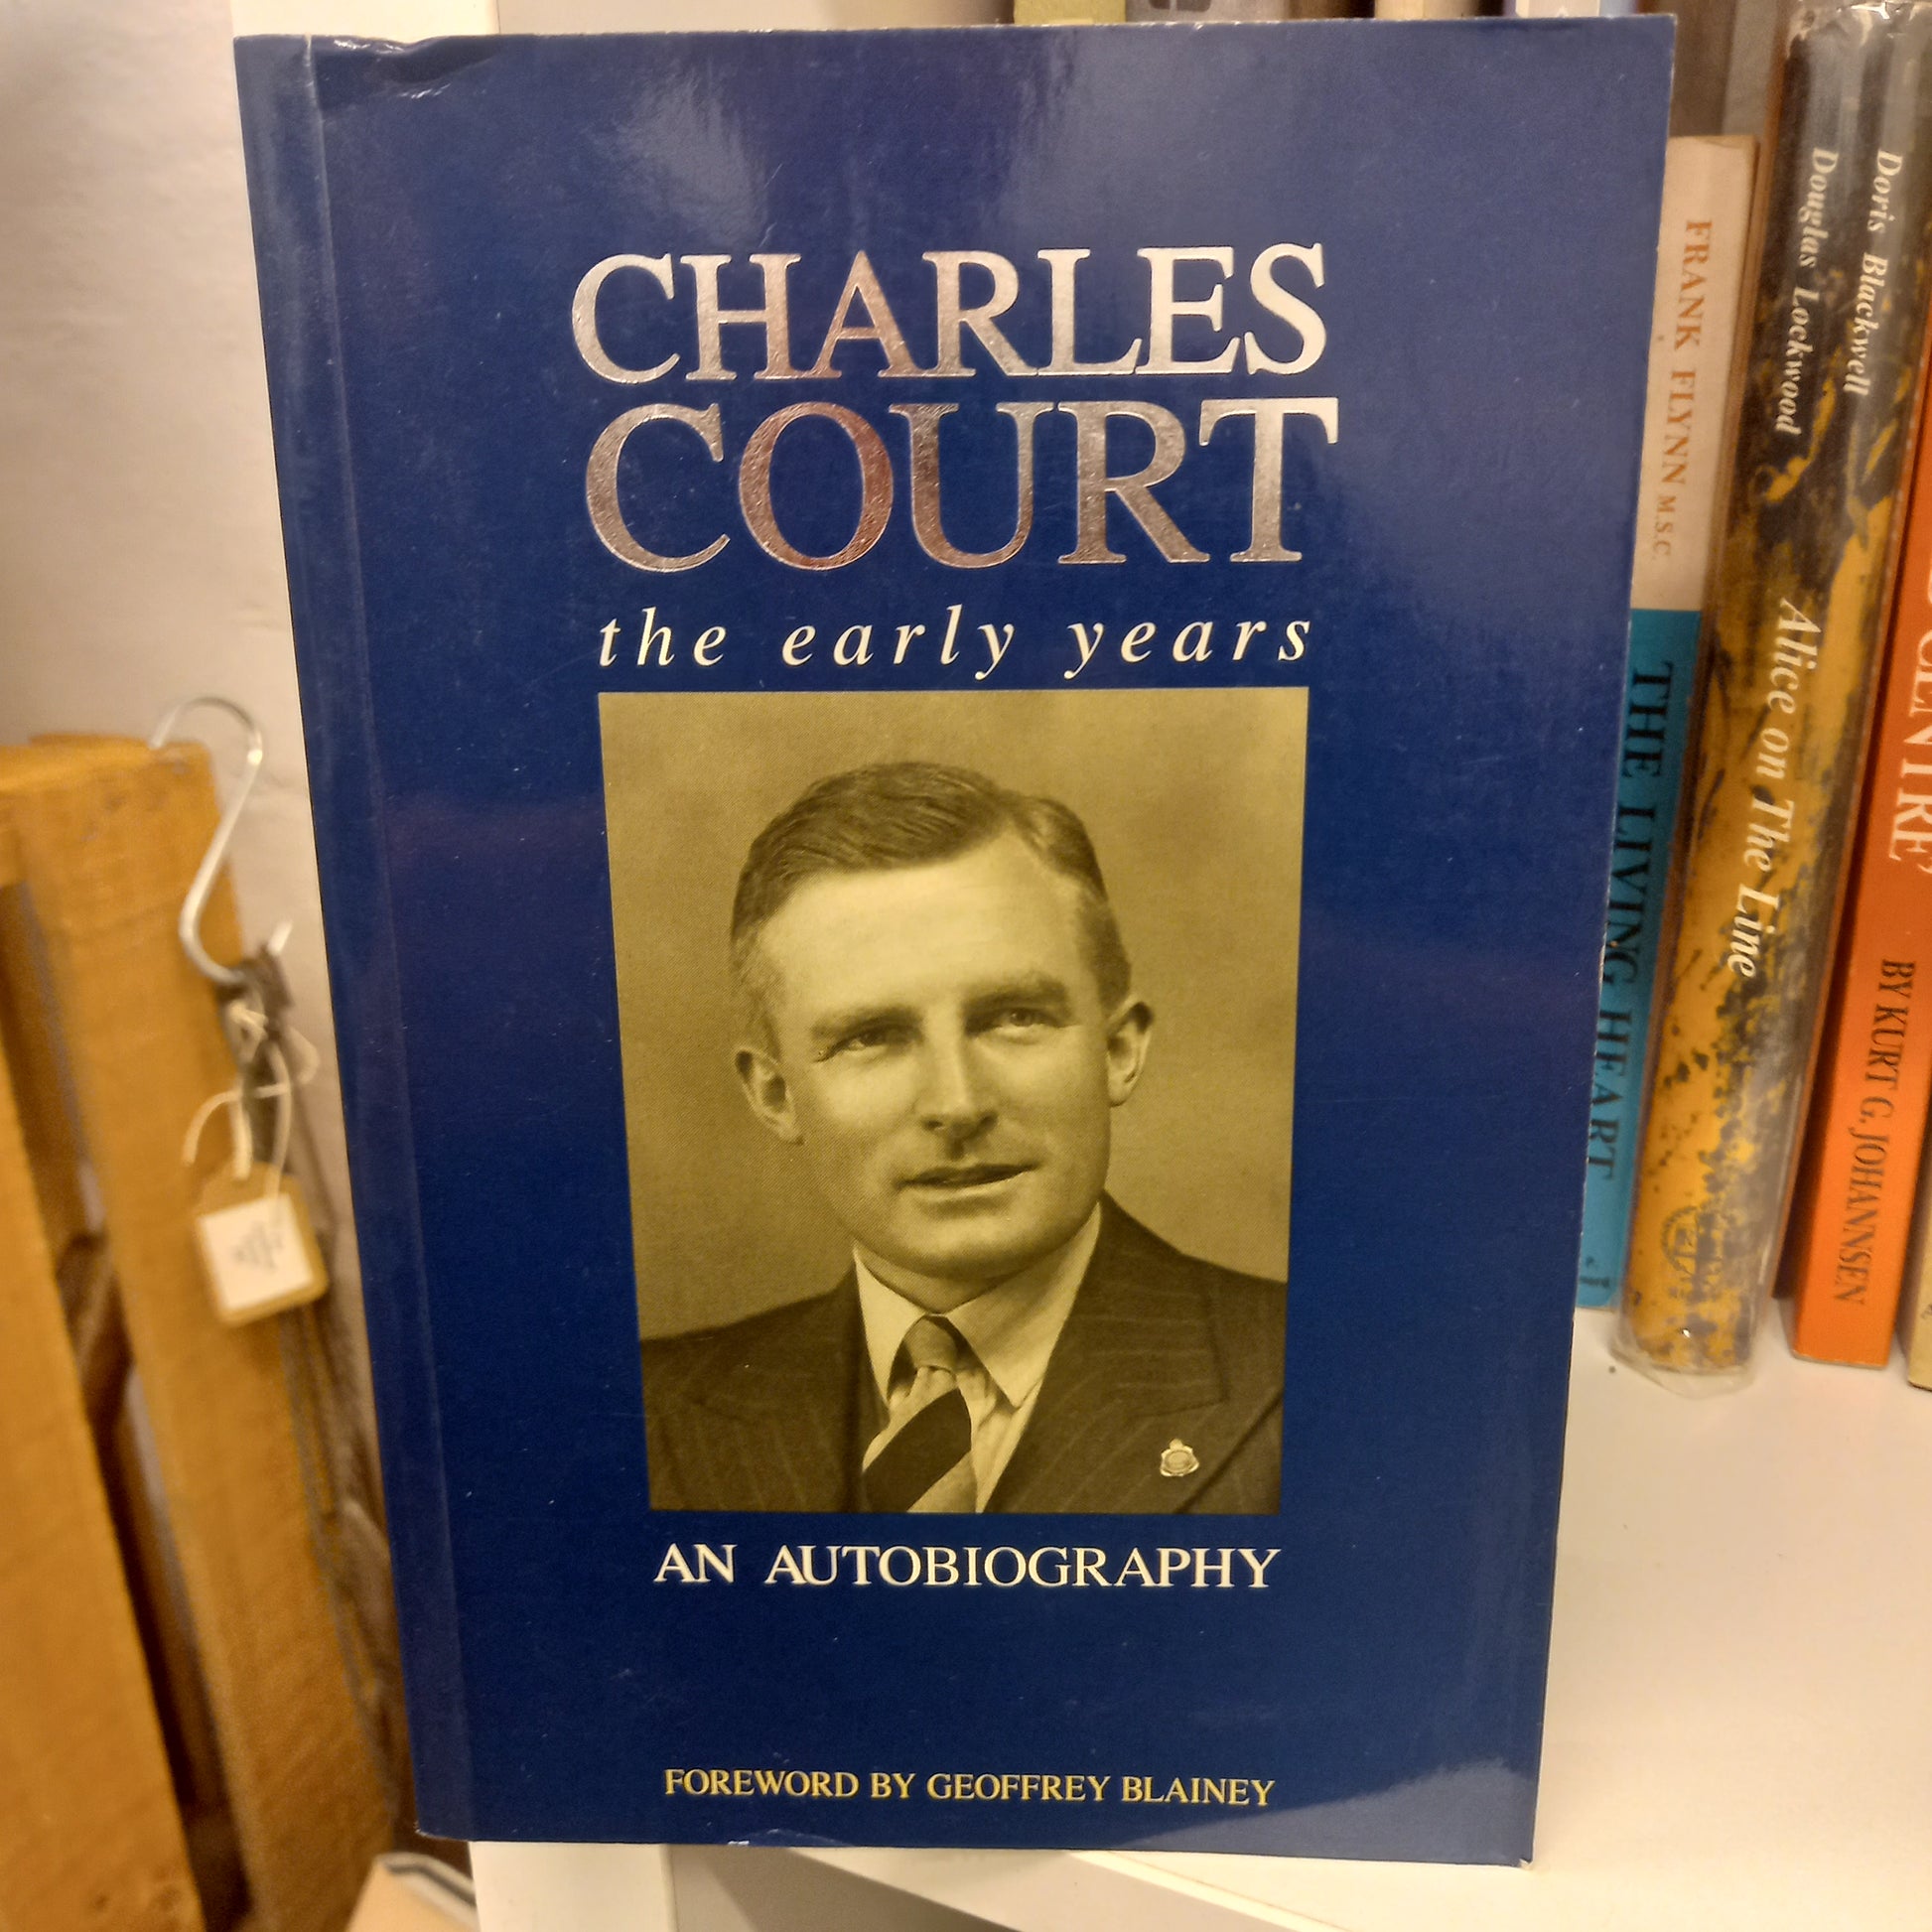 CHARLES
COURT
the early years
AN AUTOBIOGRAPHY
FOREWORD BY GEOFFREY BLAINEY
FRANK FLYNN M.S.C.
THE LIVING HEART
Doris Blackwell
Douglas Lockwood
Alice on The Line
BY KURT G. JOHANNSEN